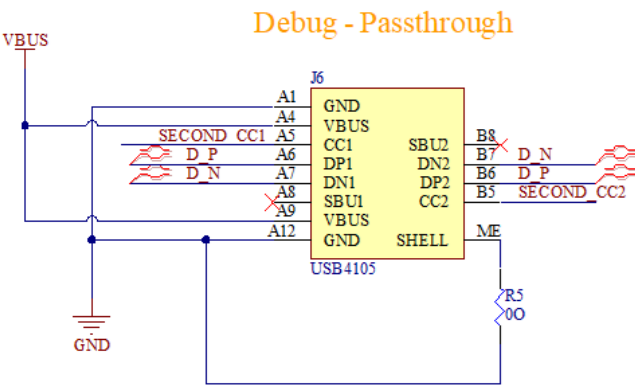 Debug - Passthrough
VBUS
J6
A1 GND
A4 VBUS
SECOND_CC1 A5 CC1 SBU2 B8
D_P A6 DP1 DN2 B7 D_N
D_N A7 DN1 DP2 B6 D_P
A8 SBU1 CC2 B5 SECOND_CC2
A9 VBUS
A12 GND SHELL ME
USB4105
R5
0O
GND